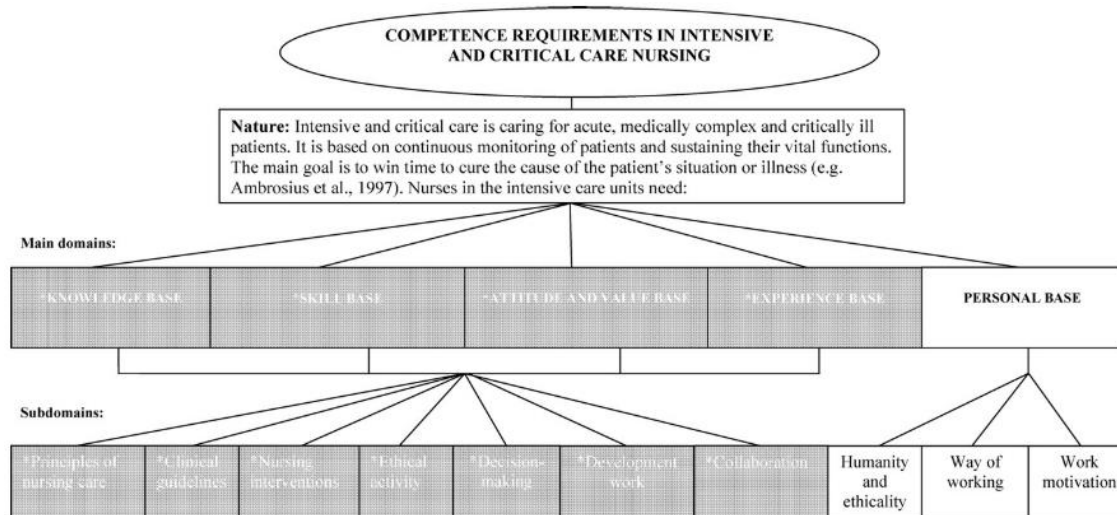 COMPETENCE REQUIREMENTS IN INTENSIVE
AND CRITICAL CARE NURSING
Nature: Intensive and critical care is caring for acute, medically complex and critically ill
patients. It is based on continuous monitoring of patients and sustaining their vital functions.
The main goal is to win time to cure the cause of the patient's situation or illness (e.g.
Ambrosius et al., 1997). Nurses in the intensive care units need:
Main domains:
*KNOWLEDGE BASE
*SKILL BASE
*ATTITUDE AND VALUE BASE
*EXPERIENCE BASE
PERSONAL BASE
Subdomains:
*Principles of
nursing care
*Clinical
guidelines
*Nursing
interventions
*Ethical
activity
*Decision-
making
*Development
work
*Collaboration
Humanity
and
ethicality
Way of
working
Work
motivation